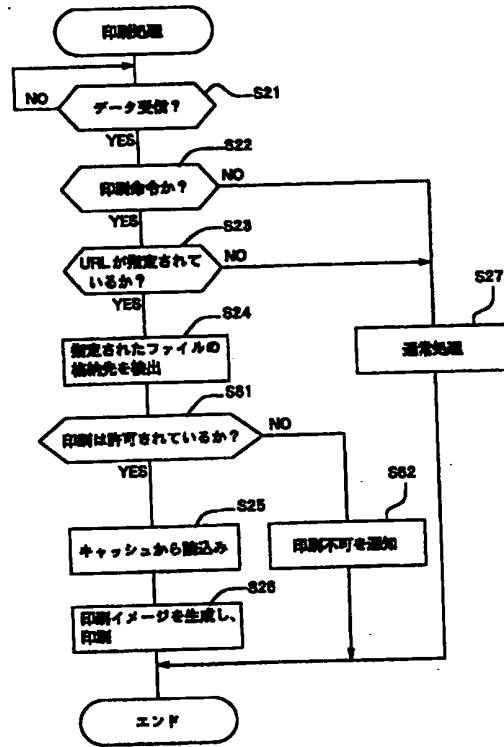 印刷処理
NO
データ受信?
S21
YES
S22
印刷命令か?
NO
YES
S23
URLが指定されて
いるか?
NO
YES
S24
S27
指定されたファイルの
格納先を検出
通常処理
S61
印刷は許可されているか?
NO
YES
S25
S62
キャッシュから読込み
印刷不可を通知
S26
印刷イメージを生成し、
印刷
エンド